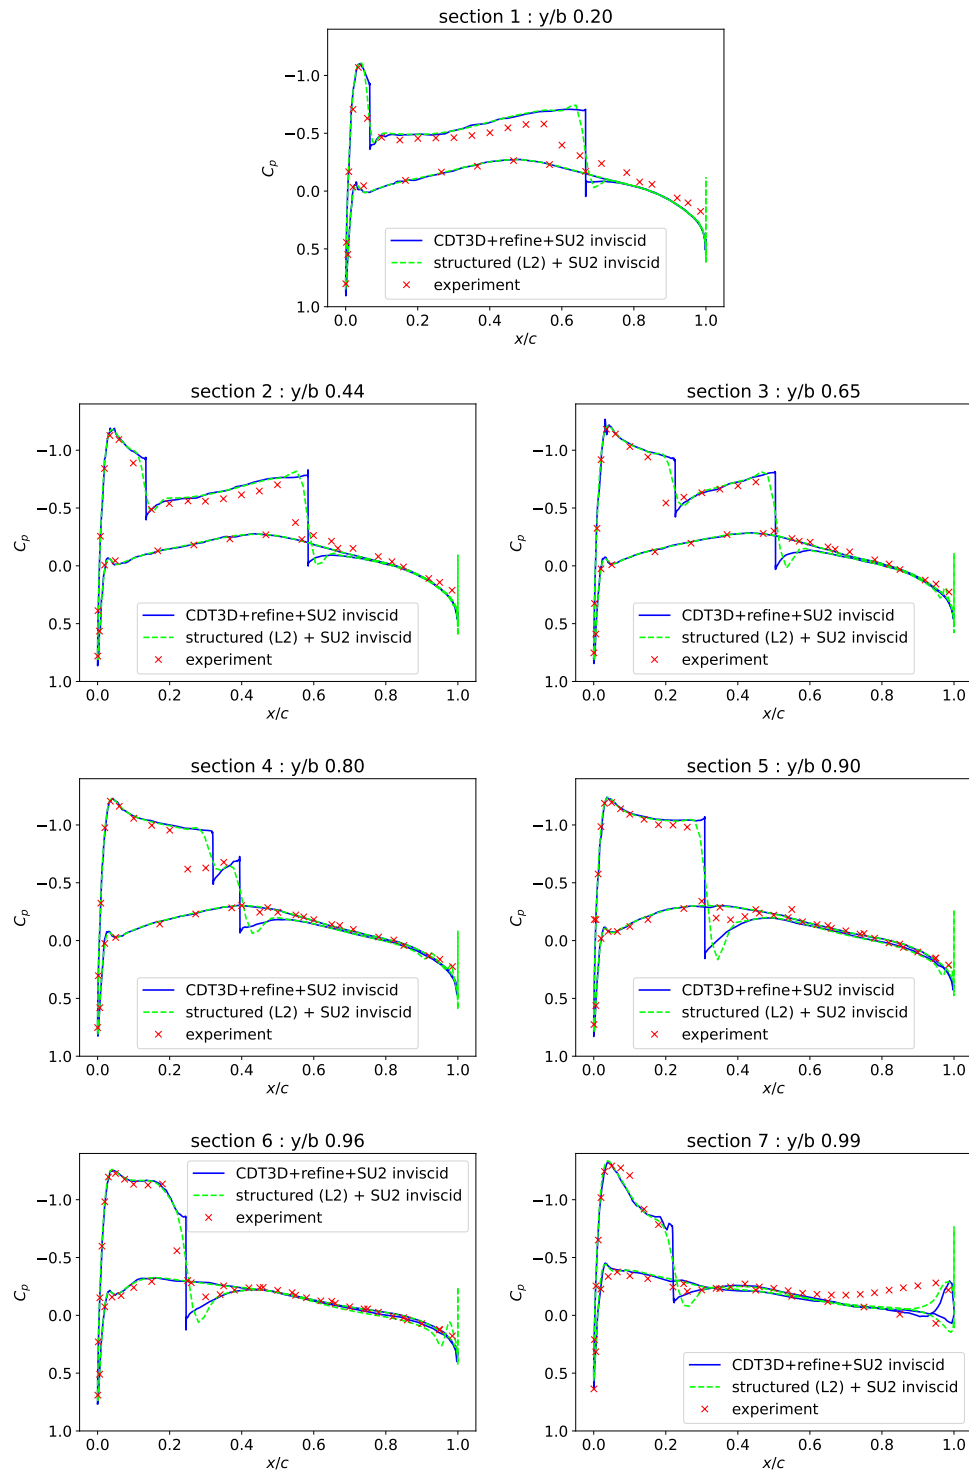 section 1 : y/b 0.20
−1.0
−0.5
0.0
0.5
1.0
Cp
0.0 0.2 0.4 0.6 0.8 1.0
x/c
CDT3D+refine+SU2 inviscid
structured (L2) + SU2 inviscid
experiment
section 2 : y/b 0.44
−1.0
−0.5
0.0
0.5
1.0
Cp
0.0 0.2 0.4 0.6 0.8 1.0
x/c
CDT3D+refine+SU2 inviscid
structured (L2) + SU2 inviscid
experiment
section 3 : y/b 0.65
−1.0
−0.5
0.0
0.5
1.0
Cp
0.0 0.2 0.4 0.6 0.8 1.0
x/c
CDT3D+refine+SU2 inviscid
structured (L2) + SU2 inviscid
experiment
section 4 : y/b 0.80
−1.0
−0.5
0.0
0.5
1.0
Cp
0.0 0.2 0.4 0.6 0.8 1.0
x/c
CDT3D+refine+SU2 inviscid
structured (L2) + SU2 inviscid
experiment
section 5 : y/b 0.90
−1.0
−0.5
0.0
0.5
1.0
Cp
0.0 0.2 0.4 0.6 0.8 1.0
x/c
CDT3D+refine+SU2 inviscid
structured (L2) + SU2 inviscid
experiment
section 6 : y/b 0.96
−1.0
−0.5
0.0
0.5
1.0
Cp
0.0 0.2 0.4 0.6 0.8 1.0
x/c
CDT3D+refine+SU2 inviscid
structured (L2) + SU2 inviscid
experiment
section 7 : y/b 0.99
−1.0
−0.5
0.0
0.5
1.0
Cp
0.0 0.2 0.4 0.6 0.8 1.0
x/c
CDT3D+refine+SU2 inviscid
structured (L2) + SU2 inviscid
experiment